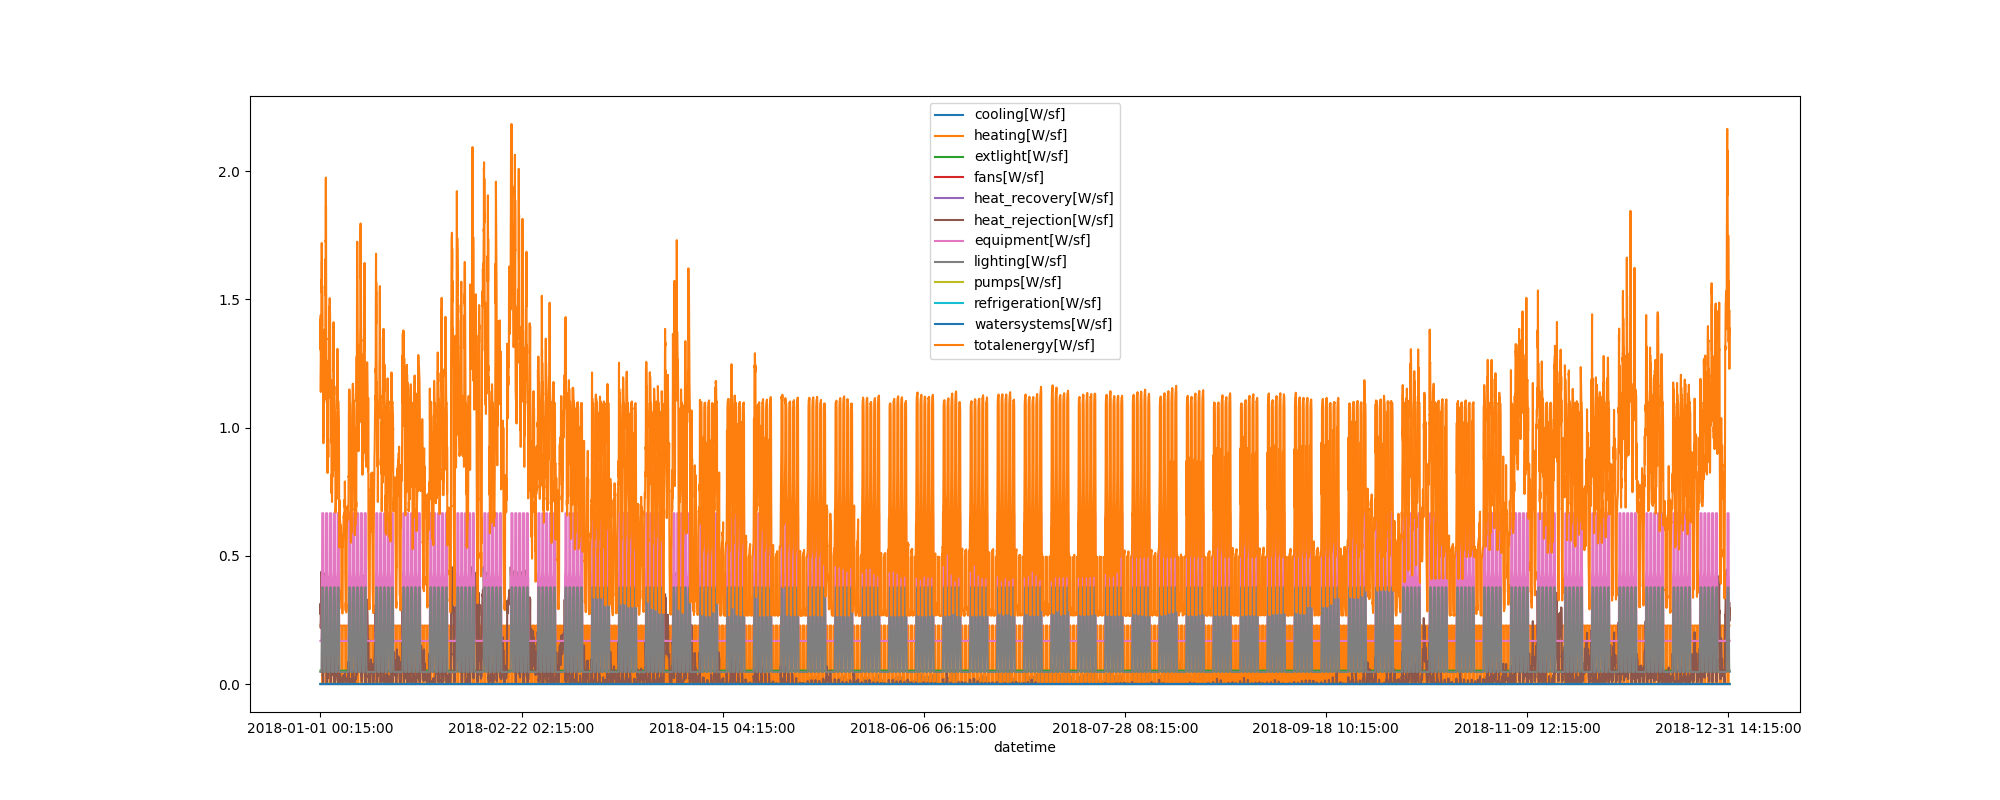 cooling[W/sf]
heating[W/sf]
extlight[W/sf]
fans[W/sf]
heat_recovery[W/sf]
heat_rejection[W/sf]
equipment[W/sf]
lighting[W/sf]
pumps[W/sf]
refrigeration[W/sf]
watersystems[W/sf]
totalenergy[W/sf]
2.0
1.5
1.0
0.5
0.0
2018-01-01 00:15:00 2018-02-22 02:15:00 2018-04-15 04:15:00 2018-06-06 06:15:00 2018-07-28 08:15:00 2018-09-18 10:15:00 2018-11-09 12:15:00 2018-12-31 14:15:00
datetime